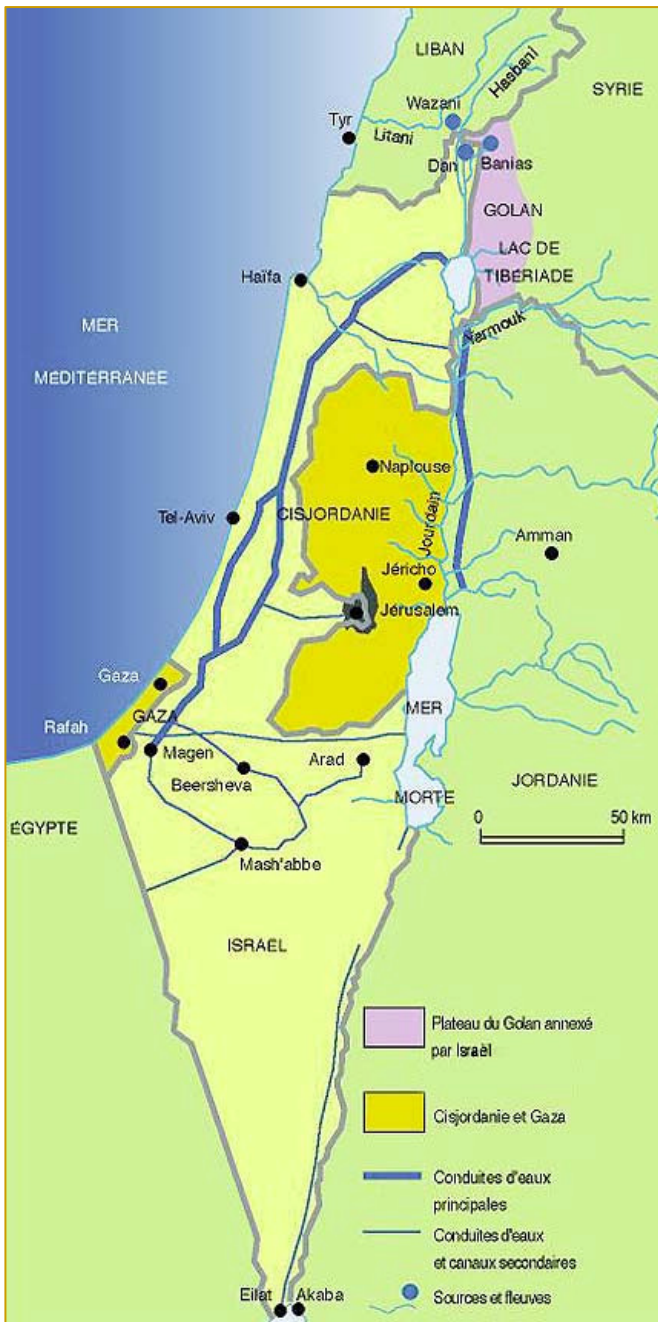 LIBAN
Hasbani
SYRIE
Wazani
Tyr
Litani
Dan
Banias
GOLAN
LAC DE
TIBÉRIADE
Haïfa
Yarmouk
MER
MÉDITERRANÉE
Naplouse
Tel-Aviv
CISJORDANIE
Jourdain
Amman
Jéricho
Jérusalem
Gaza
GAZA
MER
Rafah
Magen
Arad
Beersheva
MORTE
JORDANIE
0 50 km
ÉGYPTE
Mash'abbe
ISRAËL
Plateau du Golan annexé
par Israèl
Cisjordanie et Gaza
Conduites d'eaux
principales
Conduites d'eaux
et canaux secondaires
Sources et fleuves
Eilat
Akaba